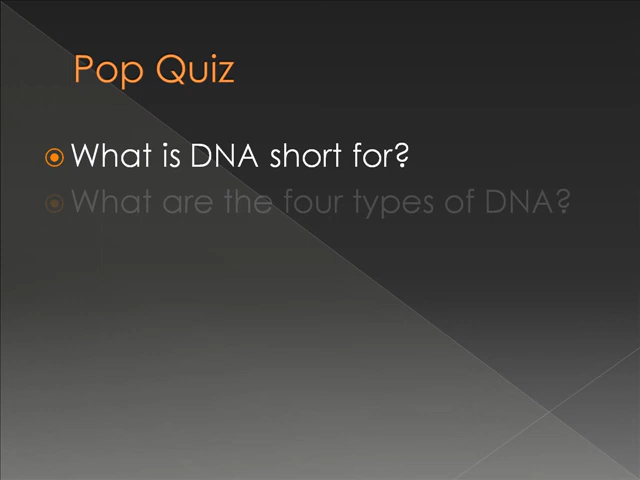 Pop Quiz
What is DNA short for?
What are the four types of DNA?